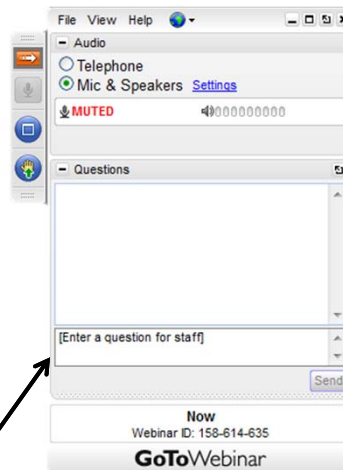 File View Help
Audio
Telephone
Mic & Speakers Settings
MUTED 000000000
Questions
[Enter a question for staff]
Send
Now
Webinar ID: 158-614-635
GoToWebinar